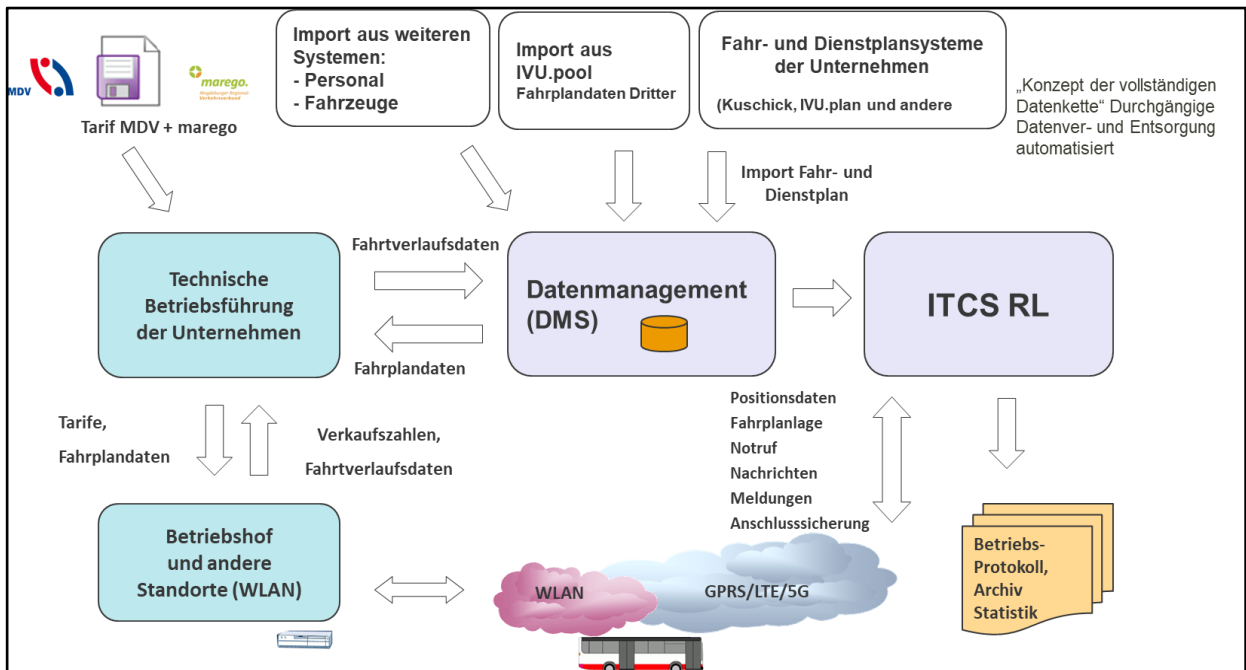 MDV
marego.
Magdeburger Regional-
Verkehrsverbund
Tarif MDV + marego
Import aus weiteren
Systemen:
- Personal
- Fahrzeuge
Import aus
IVU.pool
Fahrplandaten Dritter
Fahr- und Dienstplansysteme
der Unternehmen
(Kuschick, IVU.plan und andere
„Konzept der vollständigen
Datenkette“ Durchgängige
Datenver- und Entsorgung
automatisiert
Import Fahr- und
Dienstplan
Technische
Betriebsführung
der Unternehmen
Fahrtverlaufsdaten
Fahrplandaten
Datenmanagement
(DMS)
ITCS RL
Tarife,
Fahrplandaten
Verkaufszahlen,
Fahrtverlaufsdaten
Positionsdaten
Fahrplanlage
Notruf
Nachrichten
Meldungen
Anschlusssicherung
Betriebshof
und andere
Standorte (WLAN)
WLAN
GPRS/LTE/5G
Betriebs-
Protokoll,
Archiv
Statistik